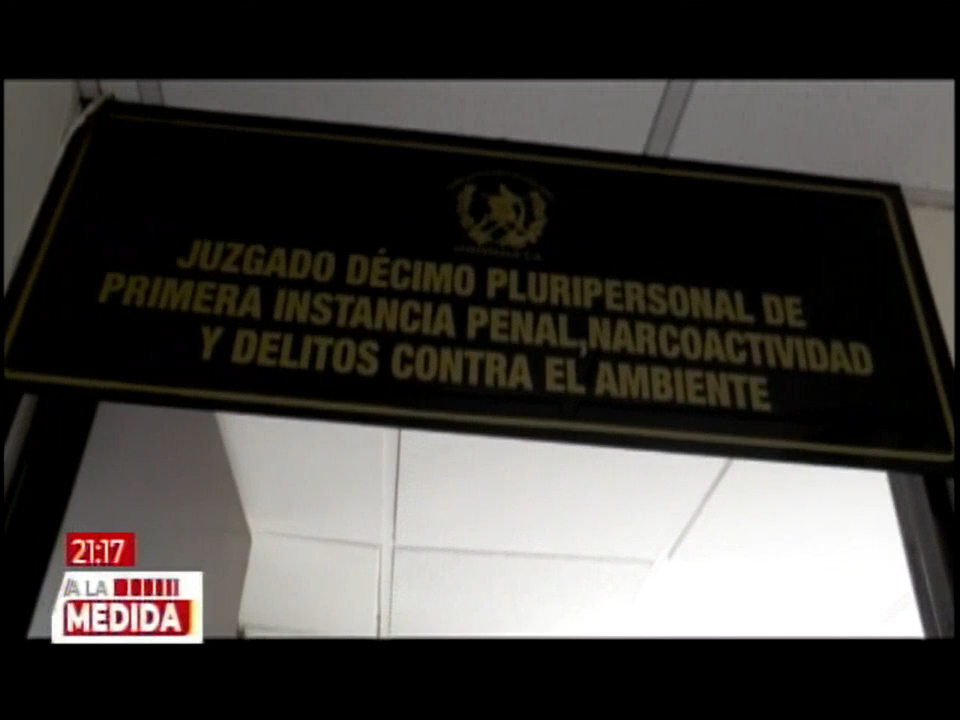 JUZGADO DÉCIMO PLURIPERSONAL DE
PRIMERA INSTANCIA PENAL,NARCOACTIVIDAD
Y DELITOS CONTRA EL AMBIENTE
21:17
A LA
MEDIDA